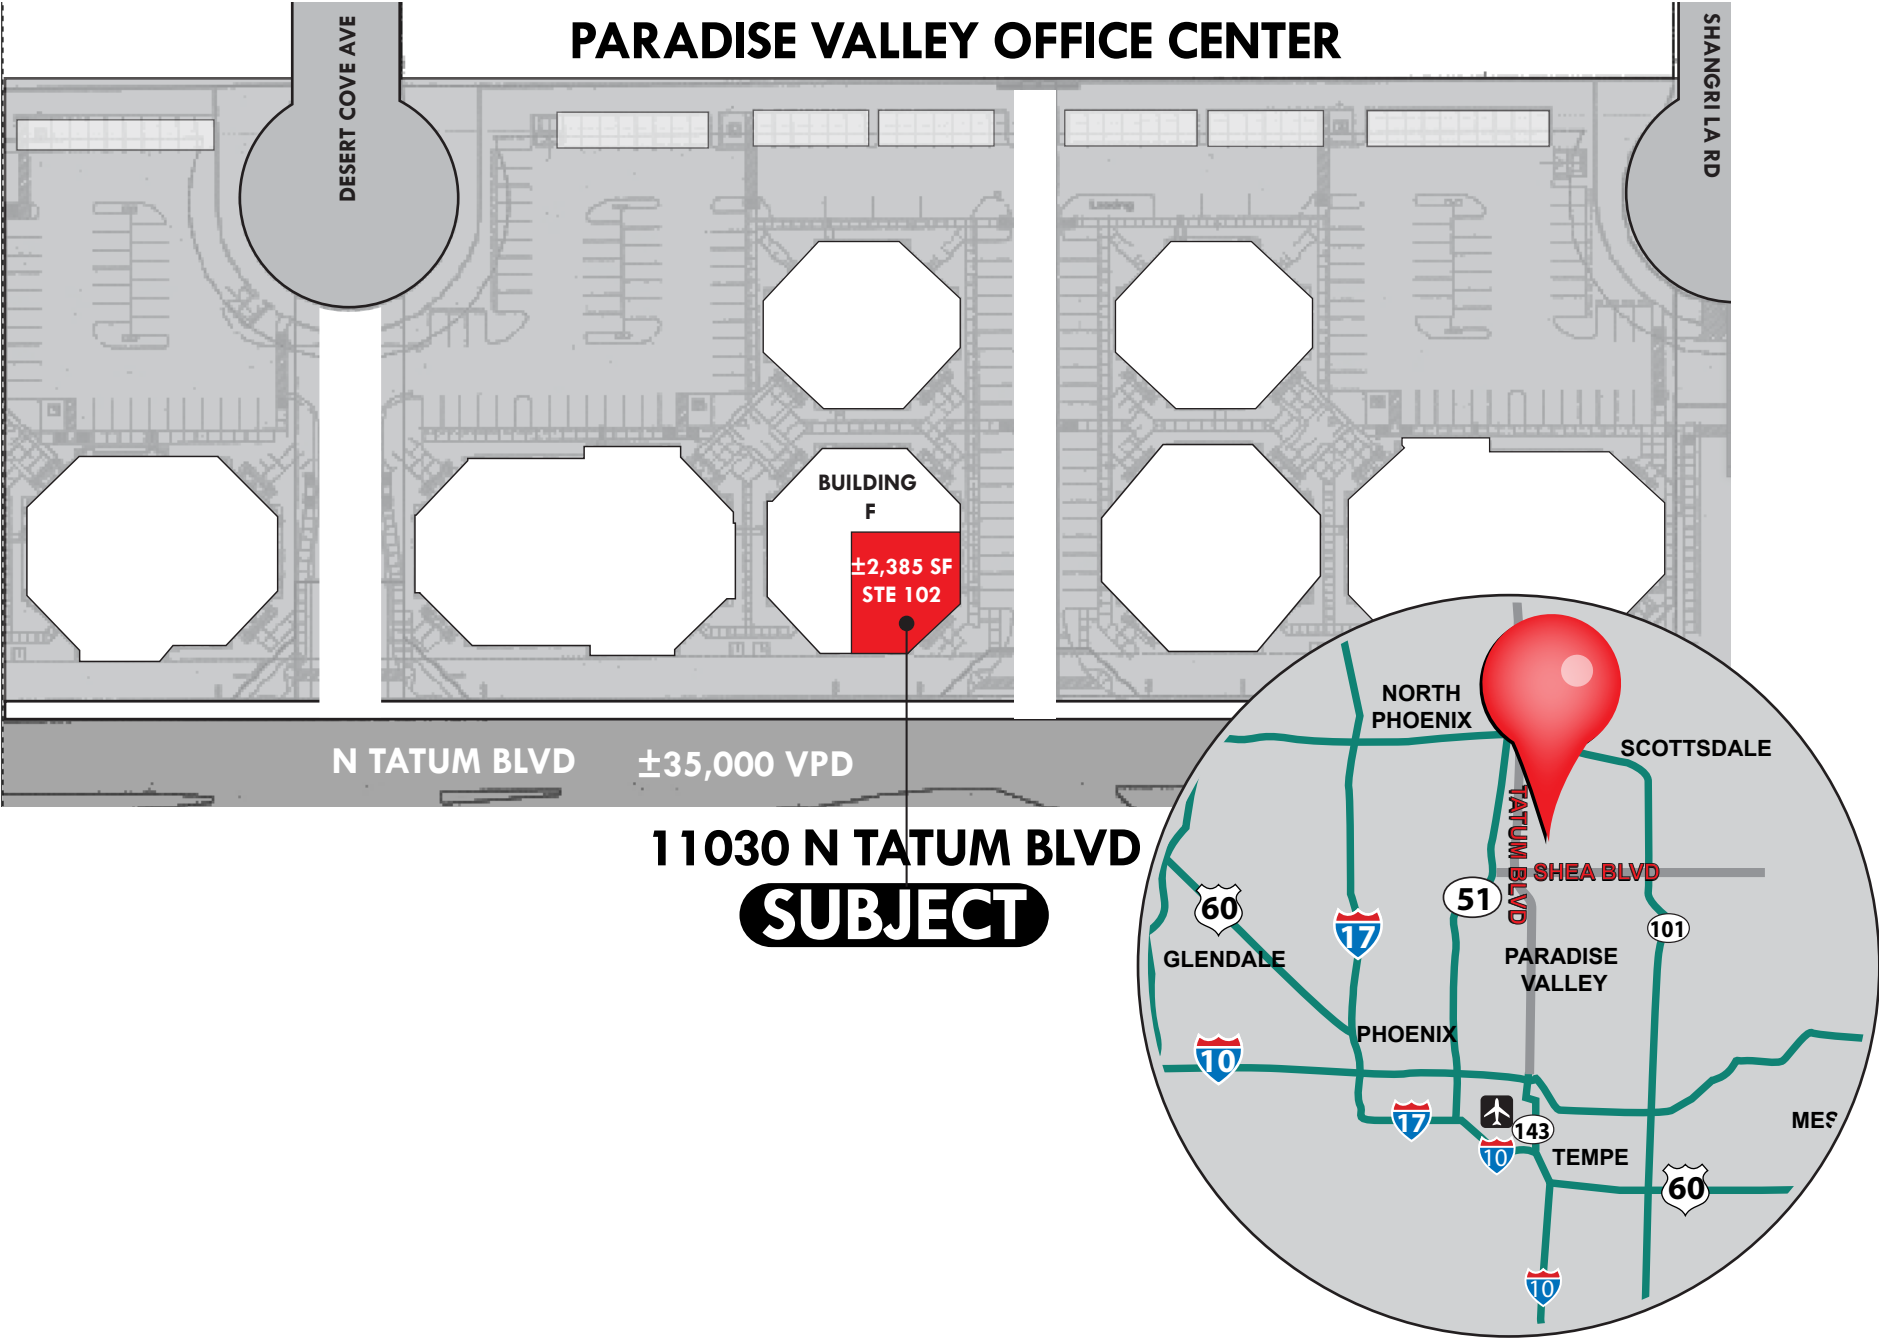 PARADISE VALLEY OFFICE CENTER
DESERT COVE AVE
SHANGRI LA RD
Loading
BUILDING
F
±2,385 SF
STE 102
N TATUM BLVD ±35,000 VPD
11030 N TATUM BLVD
SUBJECT
NORTH
PHOENIX
SCOTTSDALE
TATUM BLVD
SHEA BLVD
60
17
51
101
GLENDALE
PARADISE
VALLEY
PHOENIX
10
17
143
10
MES
TEMPE
60
10